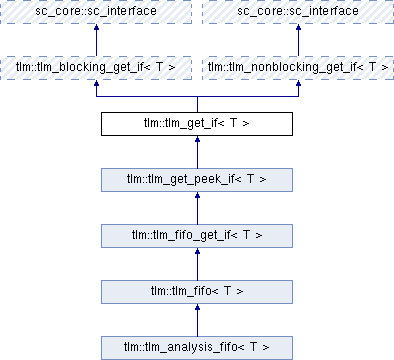 sc_core::sc_interface
sc_core::sc_interface
tlm::tlm_blocking_get_if< T >
tlm::tlm_nonblocking_get_if< T >
tlm::tlm_get_if< T >
tlm::tlm_get_peek_if< T >
tlm::tlm_fifo_get_if< T >
tlm::tlm_fifo< T >
tlm::tlm_analysis_fifo< T >